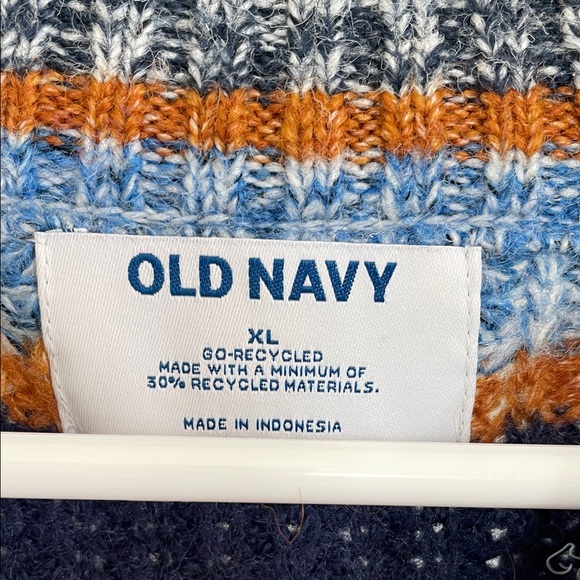 OLD NAVY
XL
GO-RECYCLED
MADE WITH A MINIMUM OF
30% RECYCLED MATERIALS.
MADE IN INDONESIA